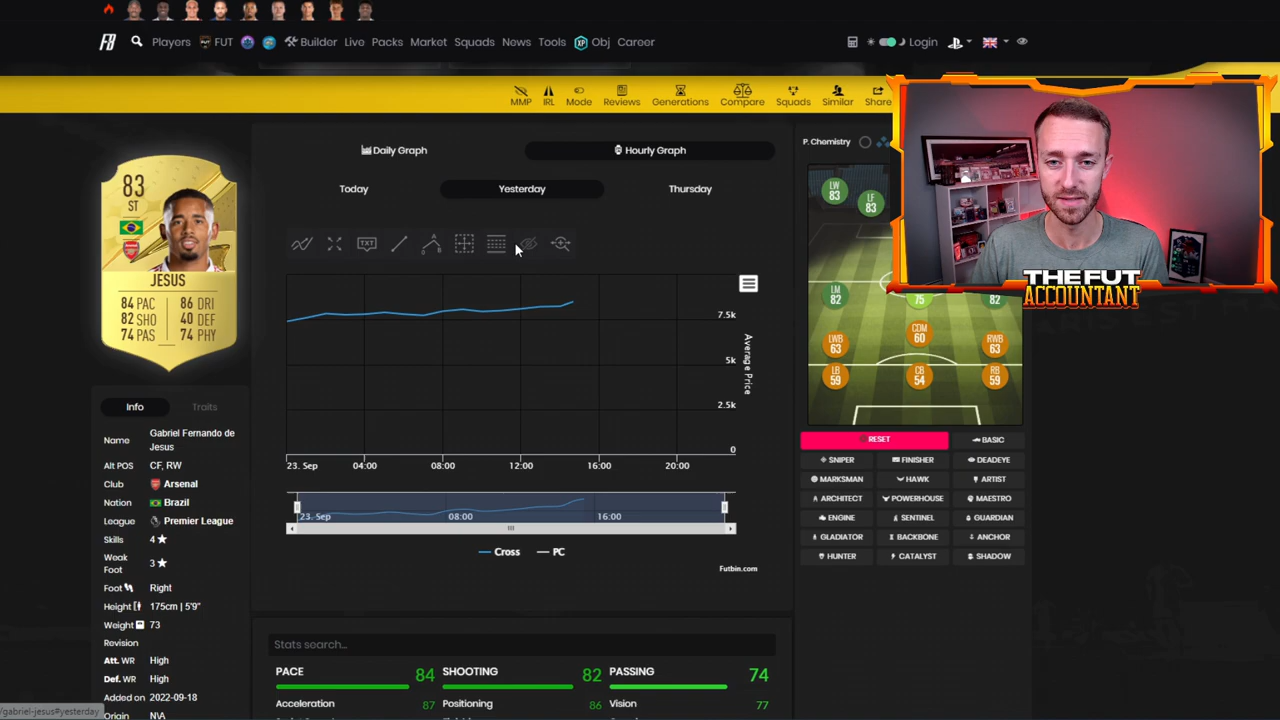 F8 Players FUT Builder Live Packs Market Squads News Tools XP Obj Career Login
MMP IRL Mode Reviews Generations Compare Squads Similar Share
Daily Graph Hourly Graph
Today Yesterday Thursday
TXT
83
ST
JESUS
84 PAC 86 DRI
82 SHO 40 DEF
74 PAS 74 PHY
7.5k
5k
2.5k
0
Average Price
23. Sep 04:00 08:00 12:00 16:00 20:00
23. Sep 08:00 16:00
Cross PC
Futbin.com
Info Traits
Name Gabriel Fernando de Jesus
Alt POS CF, RW
Club Arsenal
Nation Brazil
League Premier League
Skills 4★
Weak Foot 3★
Foot Right
Height 175cm | 5'9"
Weight 73
Revision
Att. WR High
Def. WR High
Added on 2022-09-18
Origin N\A
/gabriel-jesus#yesterday
Stats search...
PACE 84 SHOOTING 82 PASSING 74
Acceleration 87 Positioning 86 Vision 77
P. Chemistry
LW 83
LF 83
LM 82
75
82
LWB 63
CDM 60
RWB 63
LB 59
CB 54
RB 59
RESET BASIC
SNIPER FINISHER DEADEYE
MARKSMAN HAWK ARTIST
ARCHITECT POWERHOUSE MAESTRO
ENGINE SENTINEL GUARDIAN
GLADIATOR BACKBONE ANCHOR
HUNTER CATALYST SHADOW
THE FUT
ACCOUNTANT